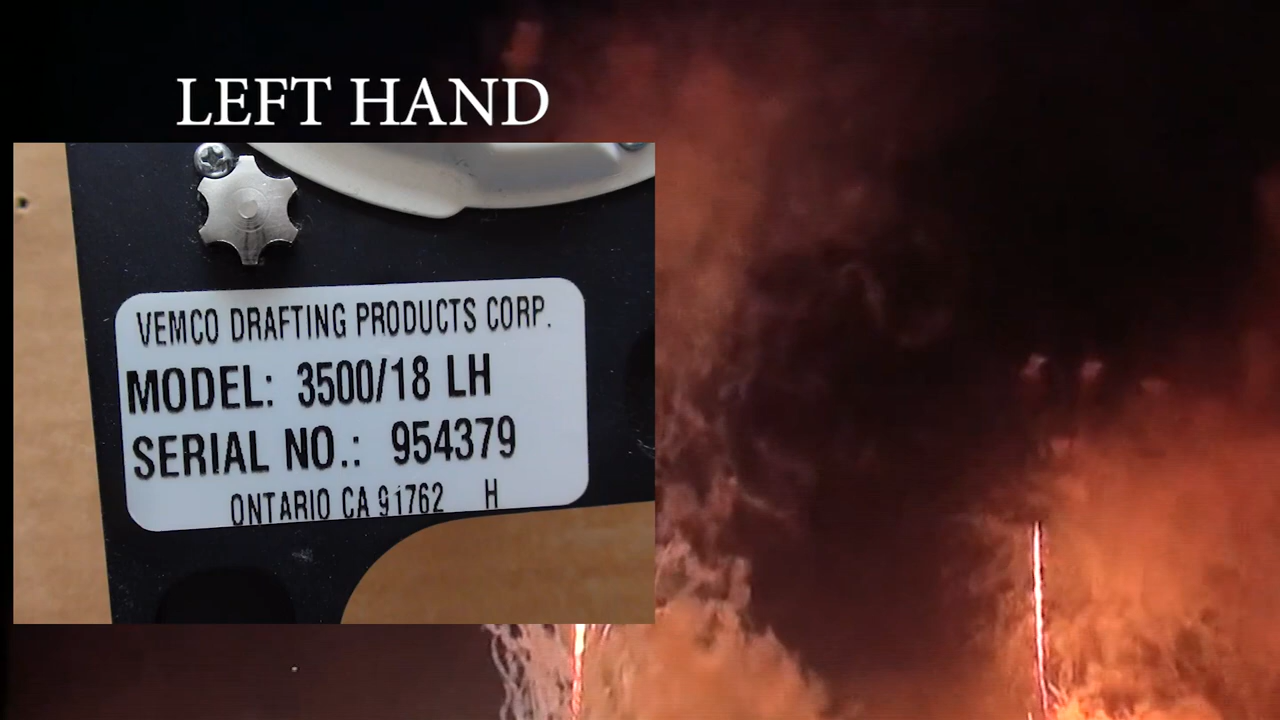 LEFT HAND
VEMCO DRAFTING PRODUCTS CORP.
MODEL: 3500/18 LH
SERIAL NO.: 954379
ONTARIO CA 91762 H